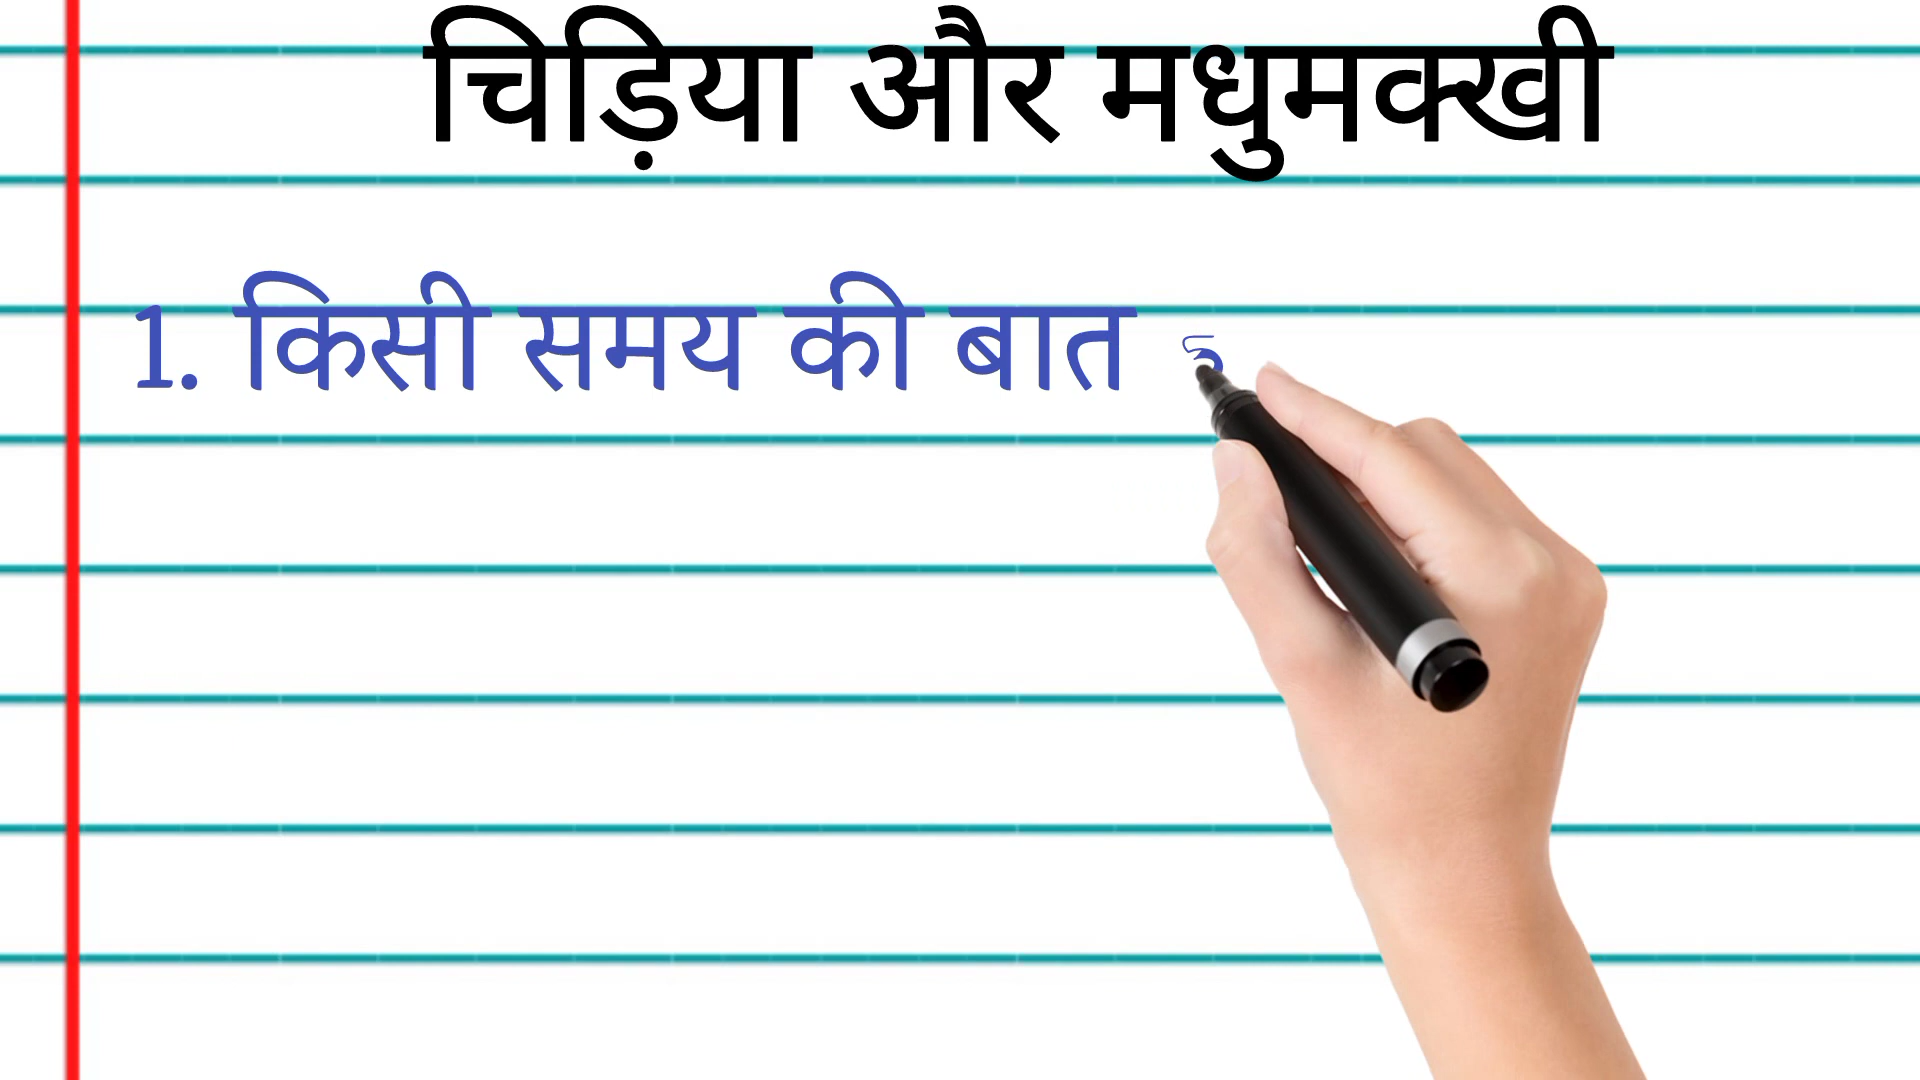 चिड़िया और मधुमक्खी
1. किसी समय की बात